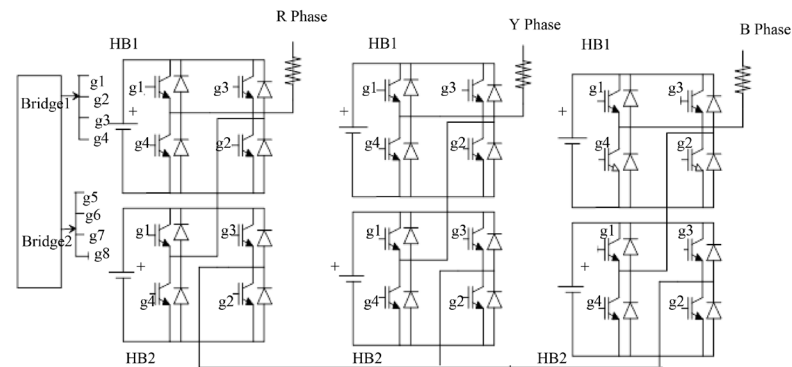 R Phase
Y Phase
B Phase
HB1
HB1
HB1
Bridge1
g1
g2
g3
g4
Bridge2
g5
g6
g7
g8
g1
g3
+
g4
g2
g1
g3
+
g4
g2
g1
g3
+
g4
g2
g1
g3
+
g4
g2
g1
g3
+
g4
g2
g1
g3
+
g4
g2
HB2
HB2
HB2